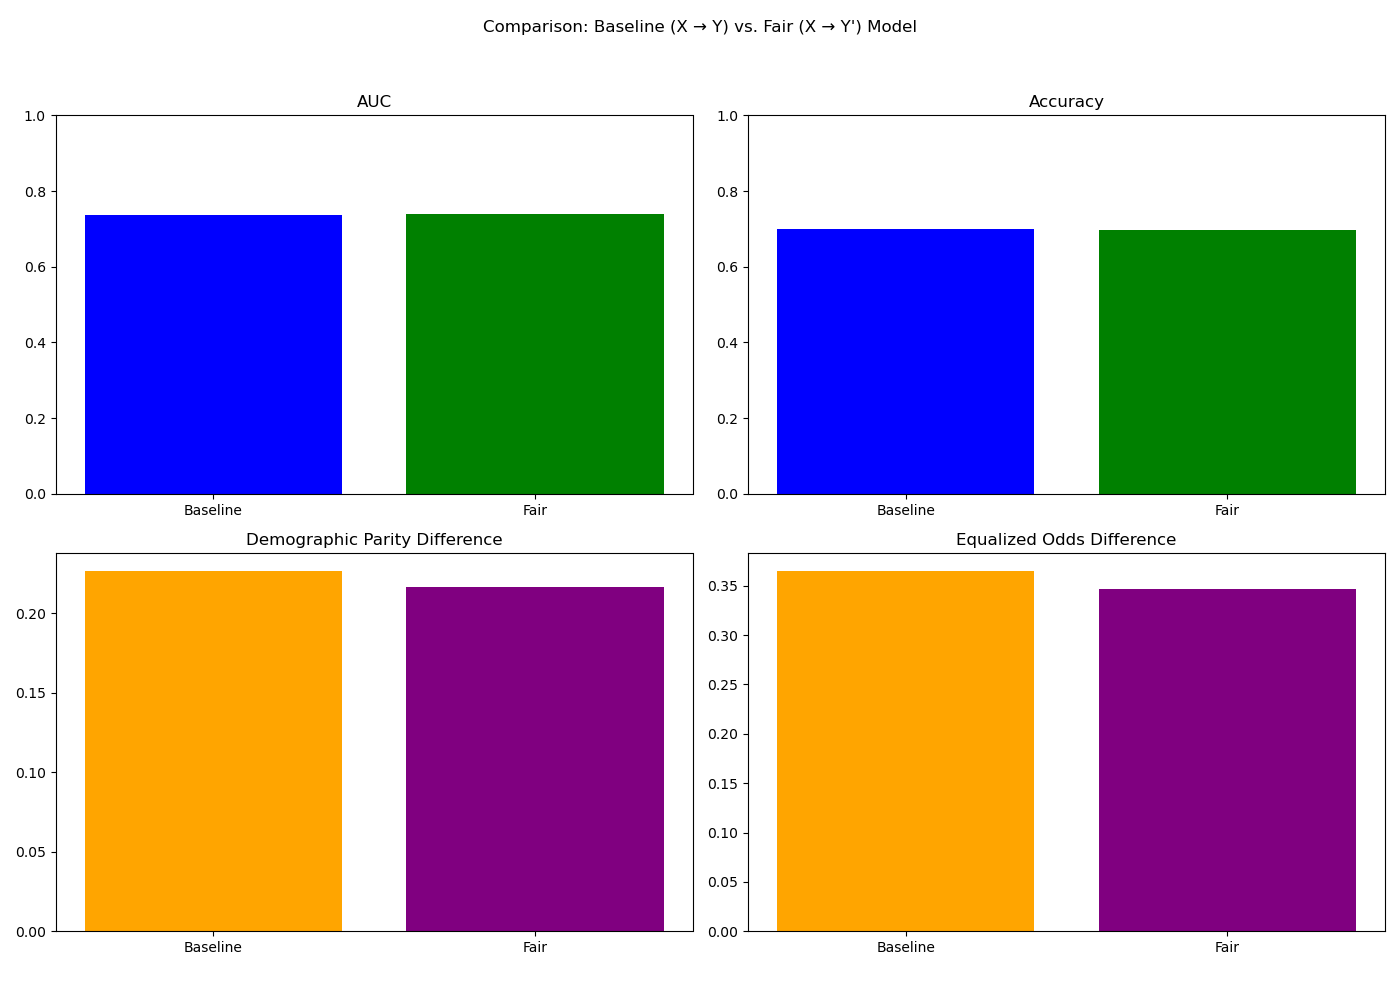 Comparison: Baseline (X → Y) vs. Fair (X → Y') Model
AUC
1.0
0.8
0.6
0.4
0.2
0.0
Baseline Fair
Accuracy
1.0
0.8
0.6
0.4
0.2
0.0
Baseline Fair
Demographic Parity Difference
0.20
0.15
0.10
0.05
0.00
Baseline Fair
Equalized Odds Difference
0.35
0.30
0.25
0.20
0.15
0.10
0.05
0.00
Baseline Fair